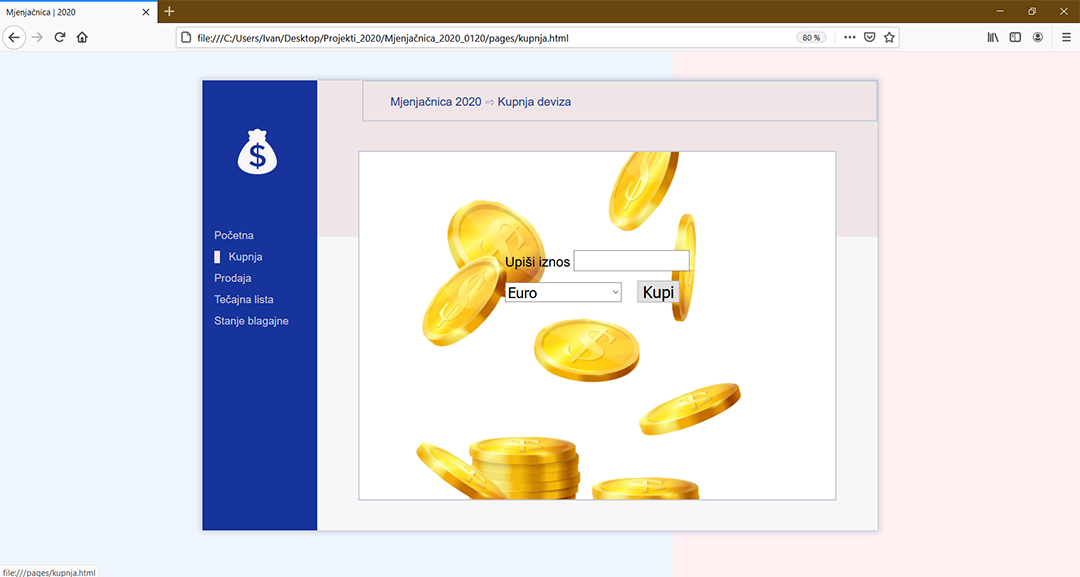 Mjenjačnica | 2020
file:///C:/Users/Ivan/Desktop/Projekti_2020/Mjenjačnica_2020_0120/pages/kupnja.html
80 %
Mjenjačnica 2020 ⇨ Kupnja deviza
$
Početna
Kupnja
Prodaja
Tečajna lista
Stanje blagajne
Upiši iznos
Euro
Kupi
file:///pages/kupnja.html